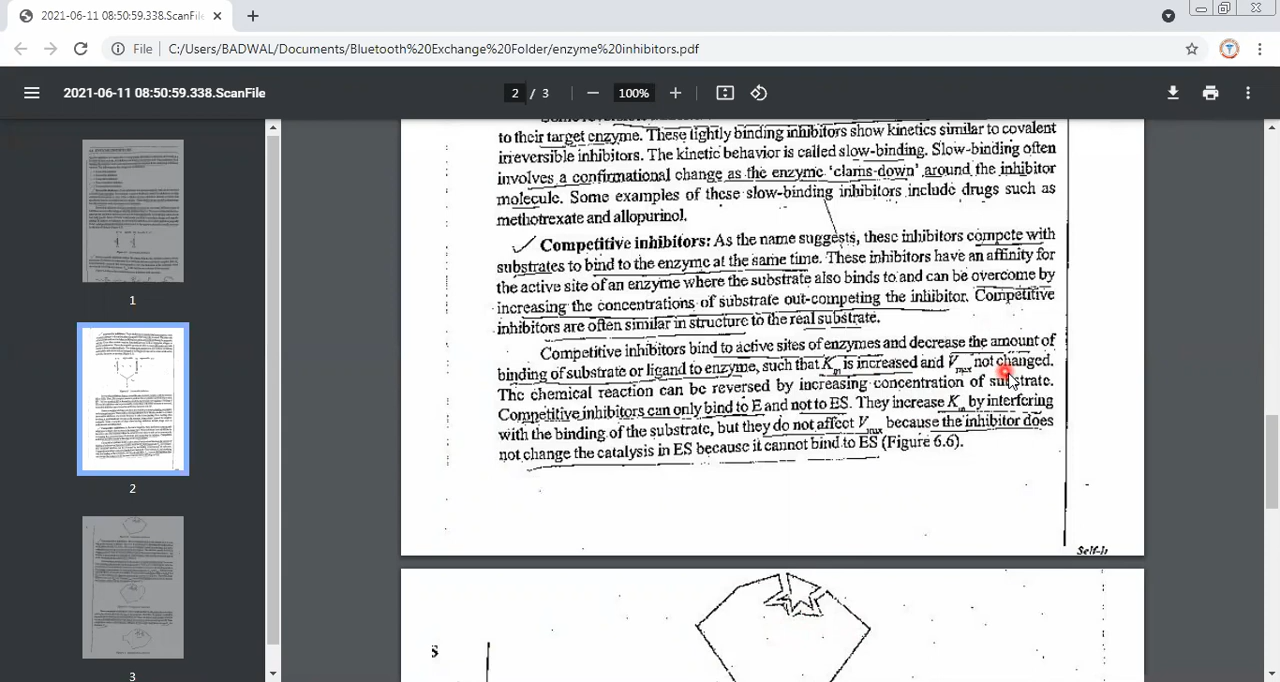 2021-06-11 08:50:59.338.ScanFil
File
C:/Users/BADWAL/Documents/Bluetooth%20Exchange%20Folder/enzyme%20inhibitors.pdf
2021-06-11 08:50:59.338.ScanFile
2 / 3
100%
to their target enzyme. These tightly binding inhibitors show kinetics similar to covalent
irreversible inhibitors. The kinetic behavior is called slow-binding. Slow-binding often
involves a confirmational change as the enzyme 'clams down' around the inhibitor
molecule. Some examples of these slow-binding inhibitors include drugs such as
methotrexate and allopurinol.
Competitive inhibitors: As the name suggests, these inhibitors compete with
substrates to bind to the enzyme at the same time. These inhibitors have an affinity for
the active site of an enzyme where the substrate also binds to and can be overcome by
increasing the concentrations of substrate out-competing the inhibitor. Competitive
inhibitors are often similar in structure to the real substrate.
Competitive inhibitors bind to active sites of enzymes and decrease the amount of
binding of substrate or ligand to enzyme, such that Km is increased and Vmax not changed.
The chemical reaction can be reversed by increasing concentration of substrate.
Competitive inhibitors can only bind to E and not to ES. They increase Km by interfering
with the binding of the substrate, but they do not affect Vmax because the inhibitor does
not change the catalysis in ES because it cannot bind to ES (Figure 6.6).
Self-In
S
1
2
3